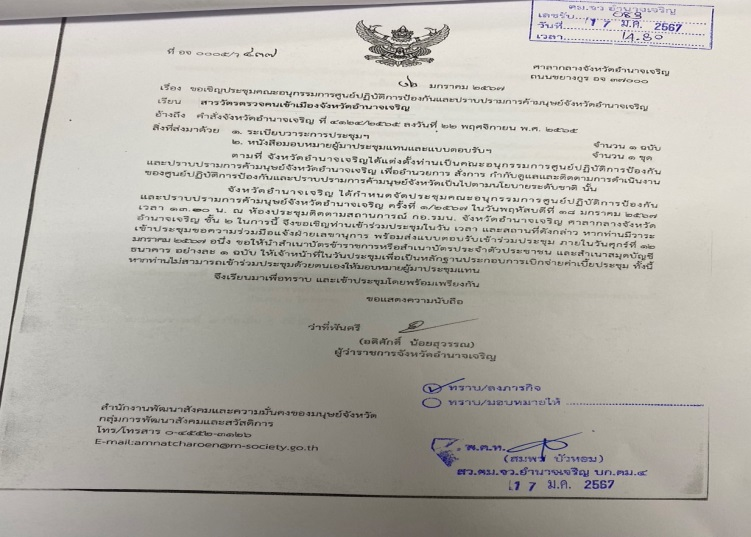 ตม.จว.อำนาจเจริญ
เลขรับ 063
วันที่ 17 ม.ค. 2567
เวลา 14.80
ที่ อจ ๐๐๐๕/ว ๔๓๗
ศาลากลางจังหวัดอำนาจเจริญ
ถนนชยางกูร อจ ๓๗๐๐๐
มกราคม ๒๕๖๗
เรื่อง ขอเชิญประชุมคณะอนุกรรมการศูนย์ปฏิบัติการป้องกันและปราบปรามการค้ามนุษย์จังหวัดอำนาจเจริญ
เรียน สารวัตรตรวจคนเข้าเมืองจังหวัดอำนาจเจริญ
อ้างถึง คำสั่งจังหวัดอำนาจเจริญ ที่ ๔๑๒๔/๒๕๖๕ ลงวันที่ ๒๒ พฤศจิกายน พ.ศ. ๒๕๖๕
สิ่งที่ส่งมาด้วย ๑. ระเบียบวาระการประชุมฯ จำนวน ๑ ฉบับ
๒. หนังสือมอบหมายผู้มาประชุมแทนและแบบตอบรับฯ จำนวน ๑ ชุด
ตามที่ จังหวัดอำนาจเจริญได้แต่งตั้งท่านเป็นคณะอนุกรรมการศูนย์ปฏิบัติการป้องกัน
และปราบปรามการค้ามนุษย์จังหวัดอำนาจเจริญ เพื่ออำนวยการ สั่งการ กำกับดูแลและติดตามการดำเนินงาน
ของศูนย์ปฏิบัติการป้องกันและปราบปรามการค้ามนุษย์จังหวัดเป็นไปตามนโยบายระดับชาติ นั้น
จังหวัดอำนาจเจริญ ได้กำหนดจัดประชุมคณะอนุกรรมการศูนย์ปฏิบัติการป้องกัน
และปราบปรามการค้ามนุษย์จังหวัดอำนาจเจริญ ครั้งที่ ๑/๒๕๖๗ ในวันพฤหัสบดีที่ ๑๘ มกราคม ๒๕๖๗
เวลา ๑๓.๓๐ น. ณ ห้องประชุมติดตามสถานการณ์ กอ.รมน. จังหวัดอำนาจเจริญ ศาลากลางจังหวัด
อำนาจเจริญ ชั้น ๒ ในการนี้ จึงขอเชิญท่านเข้าร่วมประชุมในวัน เวลา และสถานที่ดังกล่าว หากท่านมีวาระ
เข้าประชุมขอความร่วมมือแจ้งฝ่ายเลขานุการ พร้อมส่งแบบตอบรับเข้าร่วมประชุม ภายในวันศุกร์ที่ ๑๒
มกราคม ๒๕๖๗ อนึ่ง ขอให้นำสำเนาบัตรข้าราชการหรือสำเนาบัตรประจำตัวประชาชน และสำเนาสมุดบัญชี
ธนาคาร อย่างละ ๑ ฉบับ ให้เจ้าหน้าที่ในวันประชุมเพื่อเป็นหลักฐานประกอบการเบิกจ่ายค่าเบี้ยประชุม ทั้งนี้
หากท่านไม่สามารถเข้าร่วมประชุมด้วยตนเองให้มอบหมายผู้มาประชุมแทน
จึงเรียนมาเพื่อทราบ และเข้าประชุมโดยพร้อมเพรียงกัน
ขอแสดงความนับถือ
ว่าที่พันตรี
(อดิศักดิ์ น้อยสุวรรณ)
ผู้ว่าราชการจังหวัดอำนาจเจริญ
ทราบ/ลงภารกิจ
ทราบ/มอบหมายให้
สำนักงานพัฒนาสังคมและความมั่นคงของมนุษย์จังหวัด
กลุ่มการพัฒนาสังคมและสวัสดิการ
โทร/โทรสาร ๐-๔๕๕๒-๓๑๒๖
E-mail:amnatcharoen@m-society.go.th
พ.ต.ท.
(สมพร บัวหอม)
สว.ตม.จว.อำนาจเจริญ บก.ตม.๔
17 ม.ค. 2567